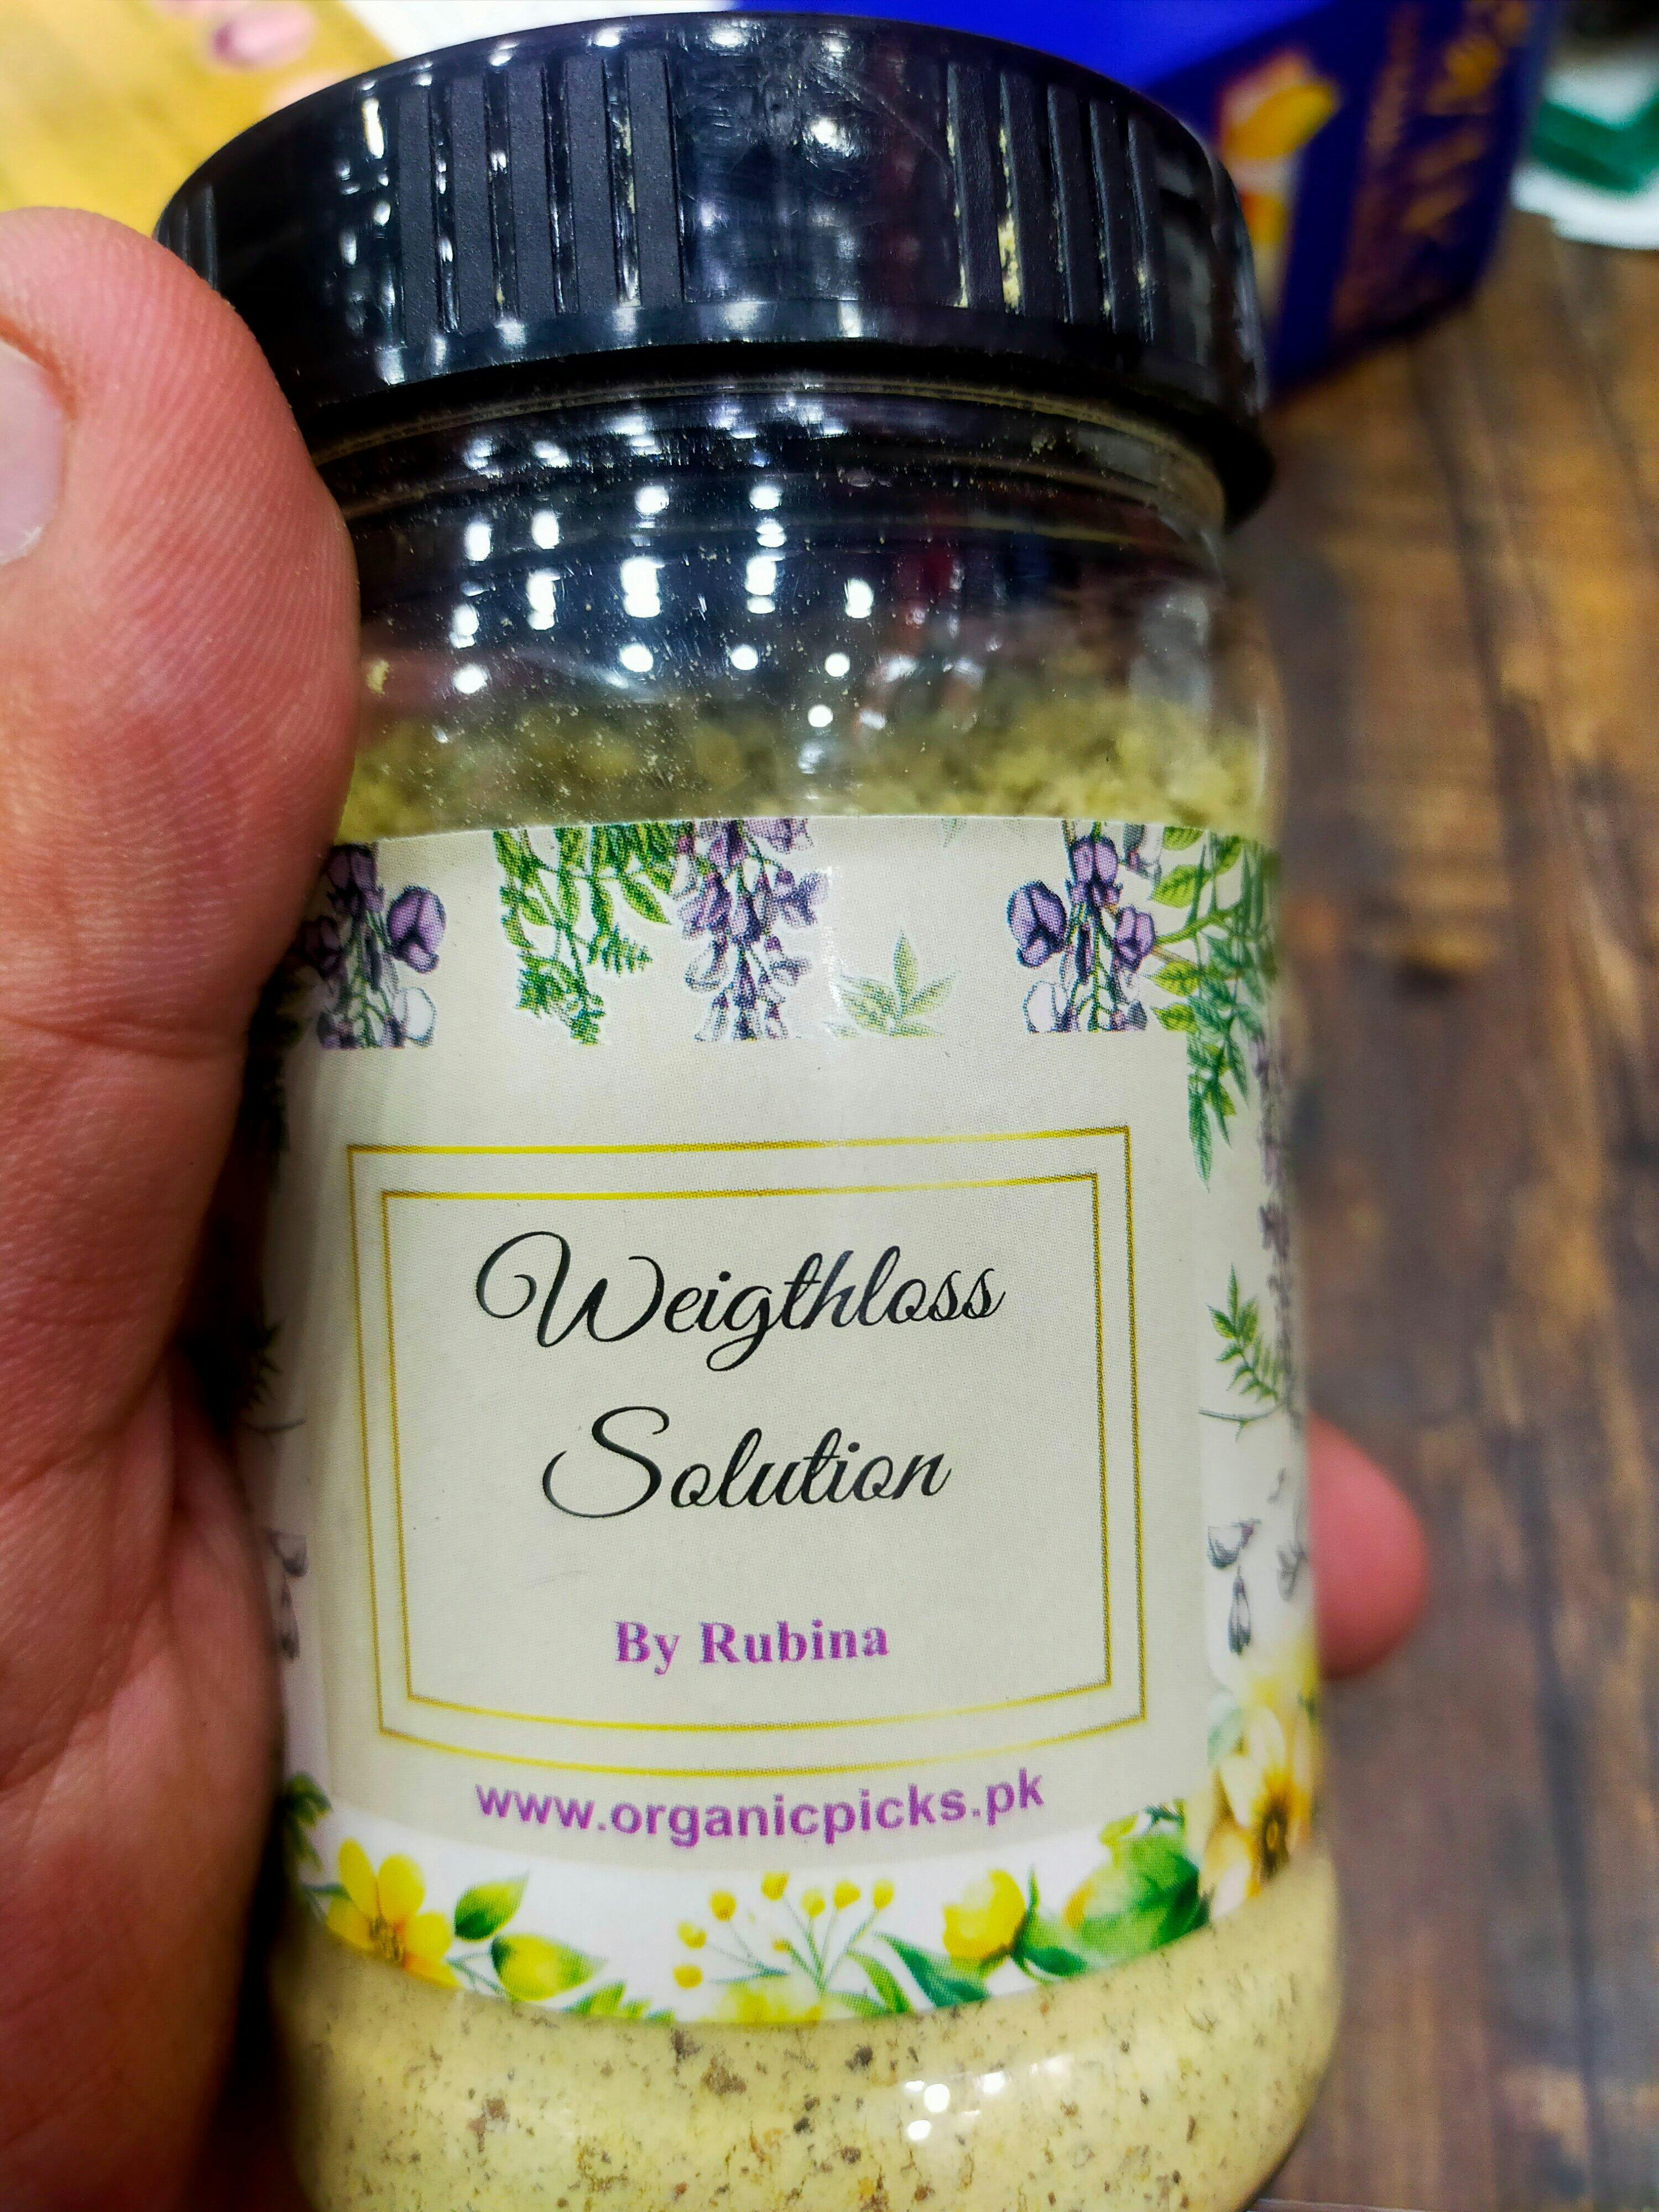 Weigthloss
Solution
By Rubina
www.organicpicks.pk